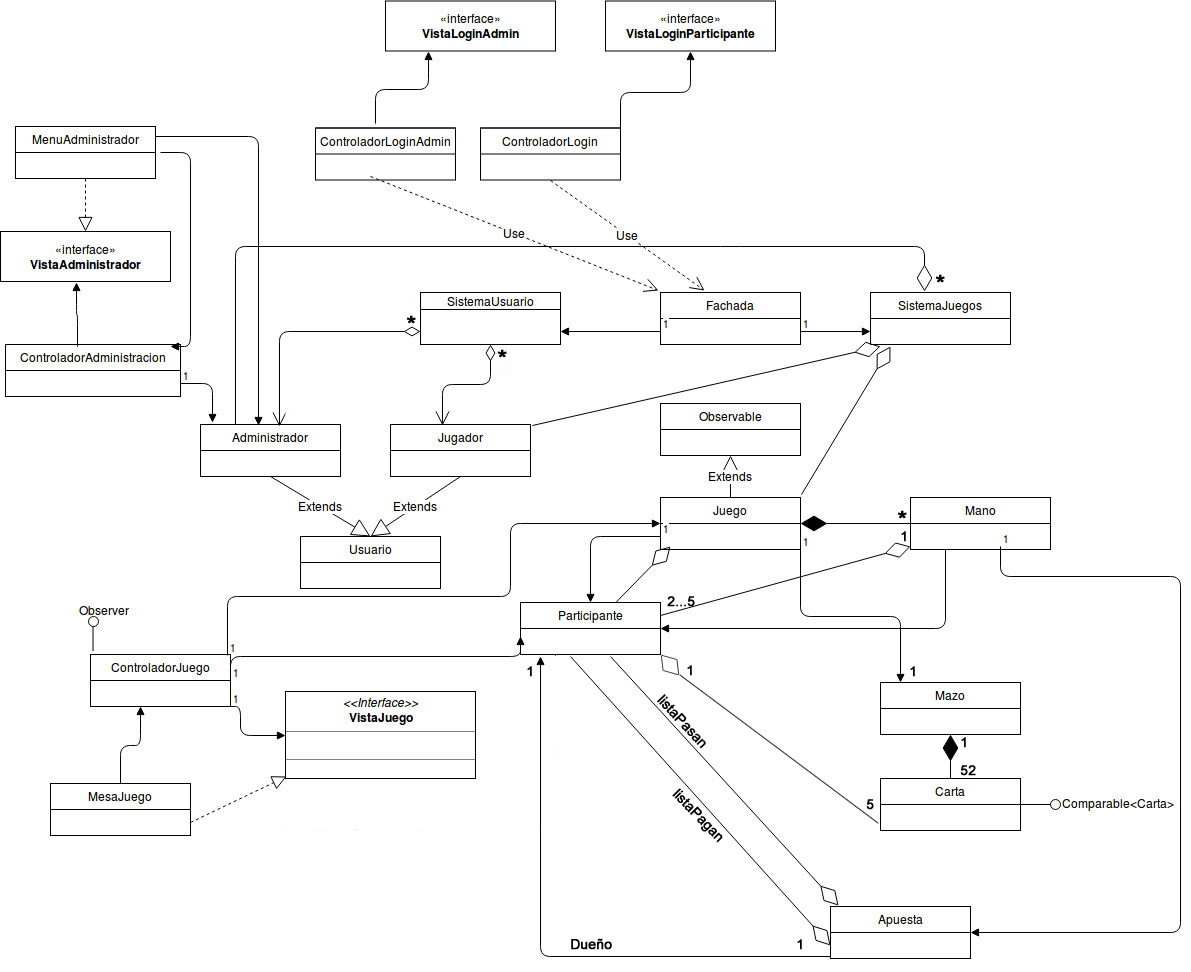 «interface»
VistaLoginAdmin
«interface»
VistaLoginParticipante
MenuAdministrador
ControladorLoginAdmin
ControladorLogin
«interface»
VistaAdministrador
Use
Use
*
SistemaUsuario
Fachada
SistemaJuegos
*
1
1
*
ControladorAdministracion
1
Observable
Administrador
Jugador
Extends
Extends
Extends
Juego
Mano
*
1
1
1
1
Usuario
2...5
Participante
Observer
1
ControladorJuego
1
1
1
1
1
Mazo
<<Interface>>
VistaJuego
listaPasan
1
52
MesaJuego
Carta
5
Comparable<Carta>
listaPagan
Apuesta
Dueño
1